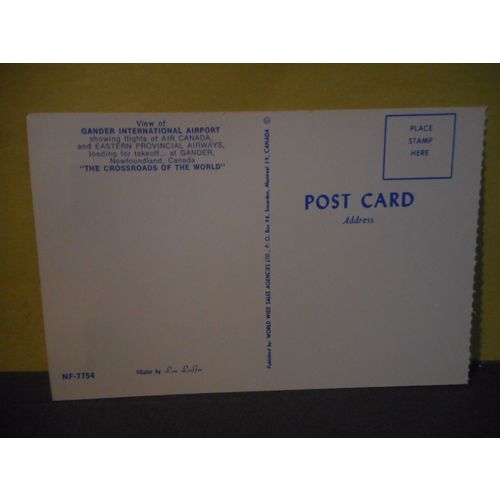 View of
GANDER INTERNATIONAL AIRPORT
showing flights of AIR CANADA,
and EASTERN PROVINCIAL AIRWAYS,
loading for takeoff... at GANDER,
Newfoundland, Canada
"THE CROSSROADS OF THE WORLD"
NF-7754
©Color by
Published by: WORLD WIDE SALES AGENCIES LTD., P. O. Box 98, Snowdon, Montreal 29, CANADA ©
PLACE
STAMP
HERE
POST CARD
Address